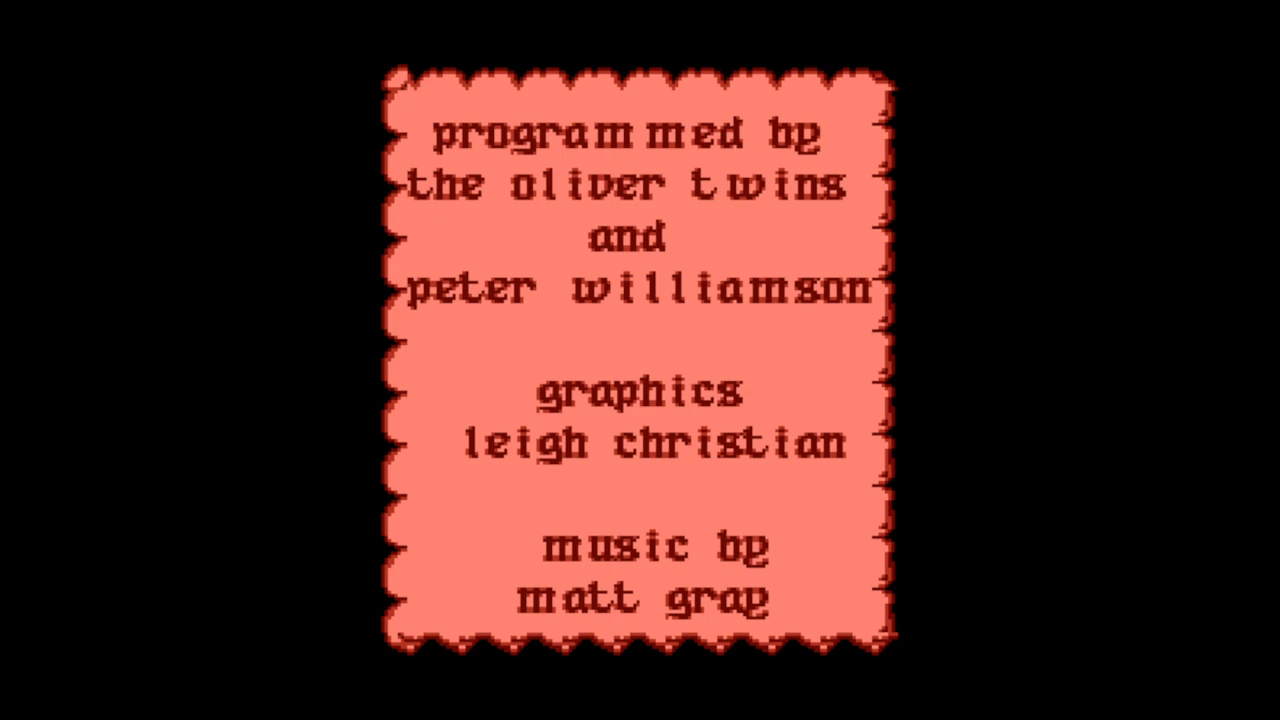 programmed by
the oliver twins
and
peter williamson
graphics
leigh christian
music by
matt gray